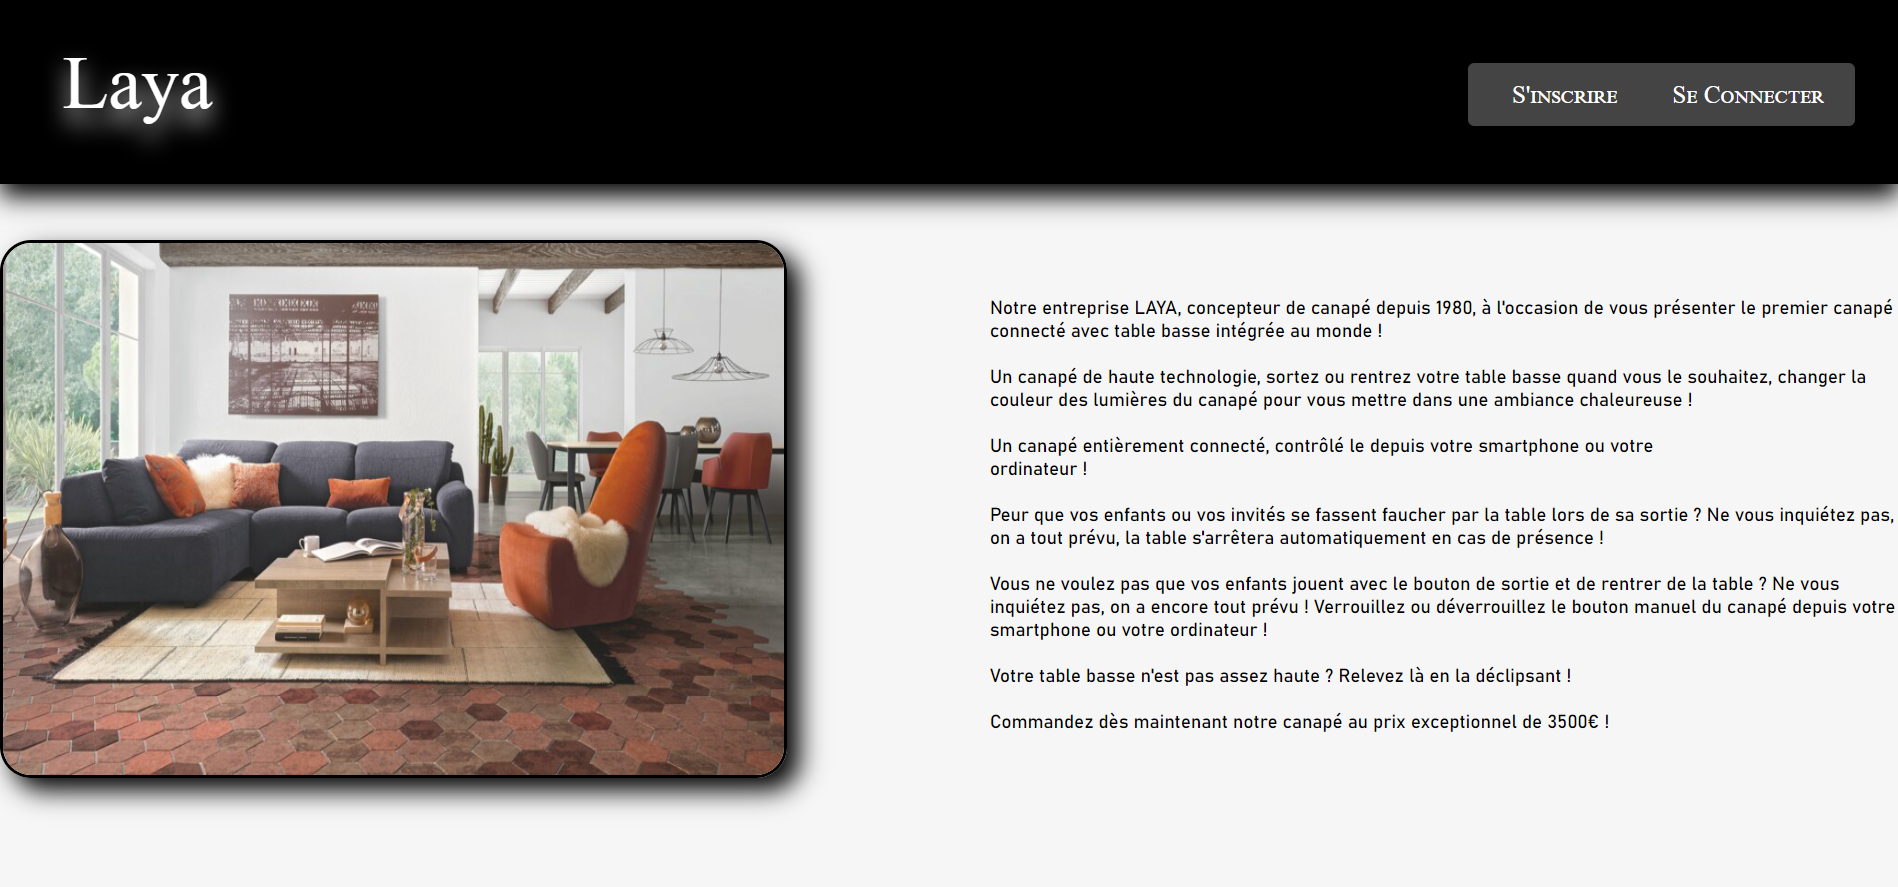 Laya
S'inscrire
Se Connecter
Notre entreprise LAYA, concepteur de canapé depuis 1980, à l'occasion de vous présenter le premier canapé
connecté avec table basse intégrée au monde !
Un canapé de haute technologie, sortez ou rentrez votre table basse quand vous le souhaitez, changer la
couleur des lumières du canapé pour vous mettre dans une ambiance chaleureuse !
Un canapé entièrement connecté, contrôlé le depuis votre smartphone ou votre
ordinateur !
Peur que vos enfants ou vos invités se fassent faucher par la table lors de sa sortie ? Ne vous inquiétez pas,
on a tout prévu, la table s'arrêtera automatiquement en cas de présence !
Vous ne voulez pas que vos enfants jouent avec le bouton de sortie et de rentrer de la table ? Ne vous
inquiétez pas, on a encore tout prévu ! Verrouillez ou déverrouillez le bouton manuel du canapé depuis votre
smartphone ou votre ordinateur !
Votre table basse n'est pas assez haute ? Relevez là en la déclipsant !
Commandez dès maintenant notre canapé au prix exceptionnel de 3500€ !